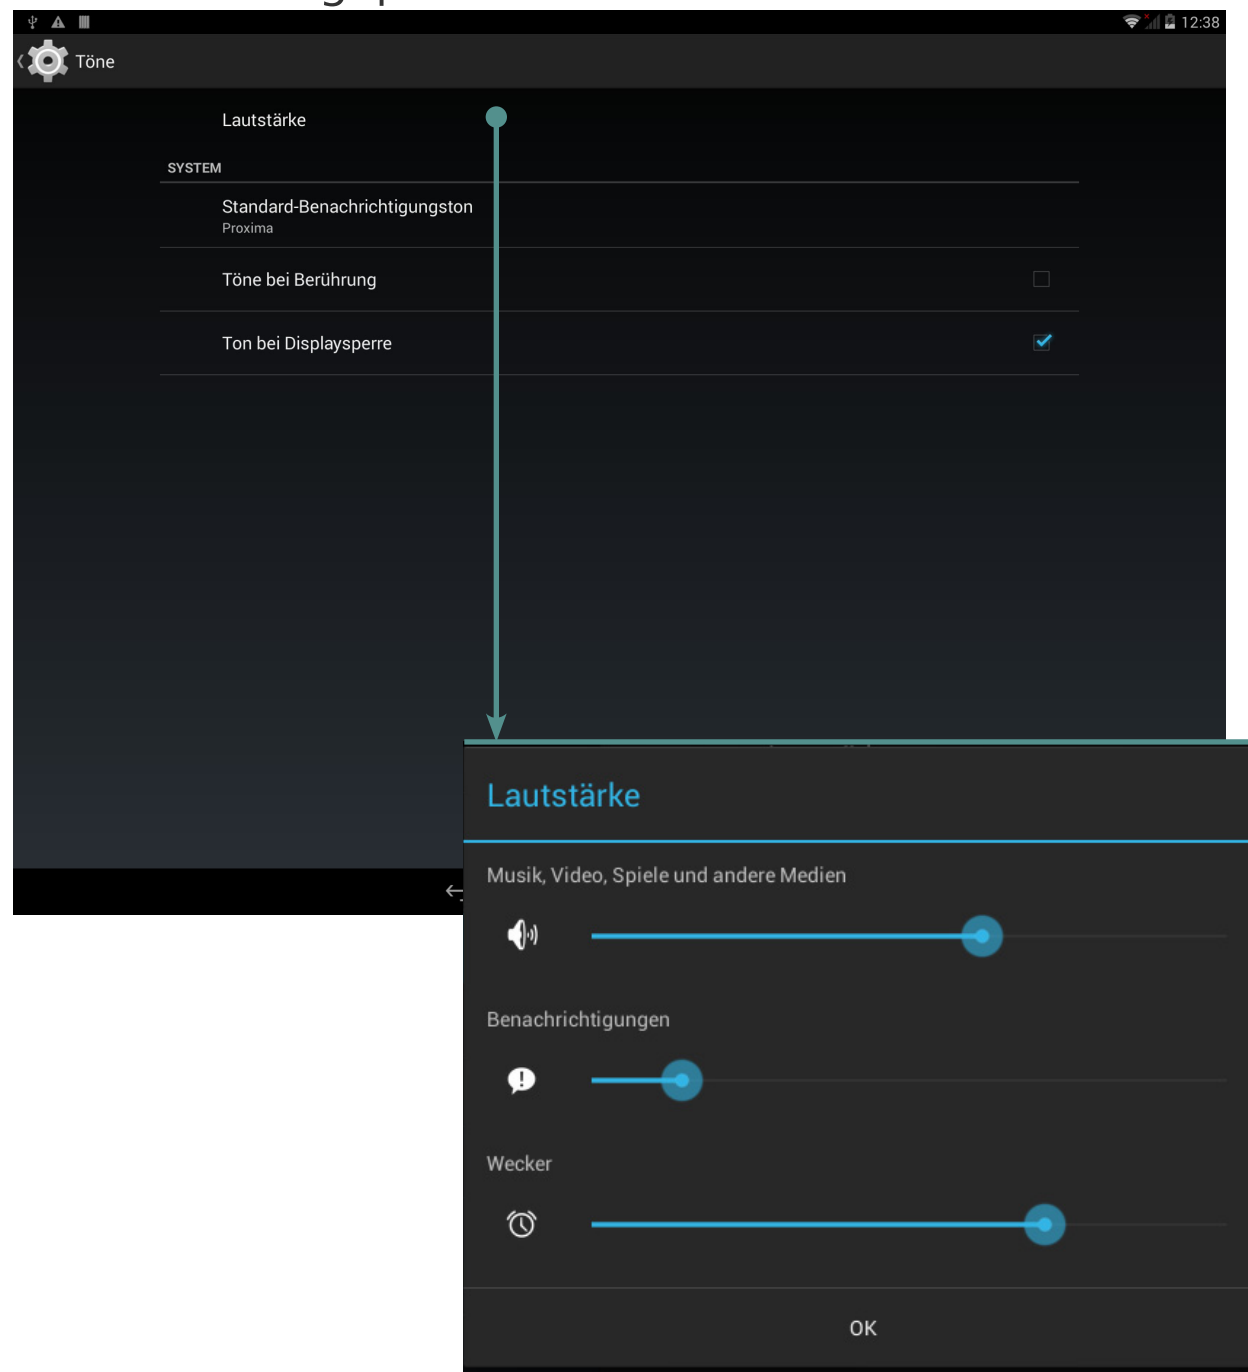 12:38
Töne
Lautstärke
SYSTEM
Standard-Benachrichtigungston
Proxima
Töne bei Berührung
Ton bei Displaysperre
Lautstärke
Musik, Video, Spiele und andere Medien
Benachrichtigungen
Wecker
OK